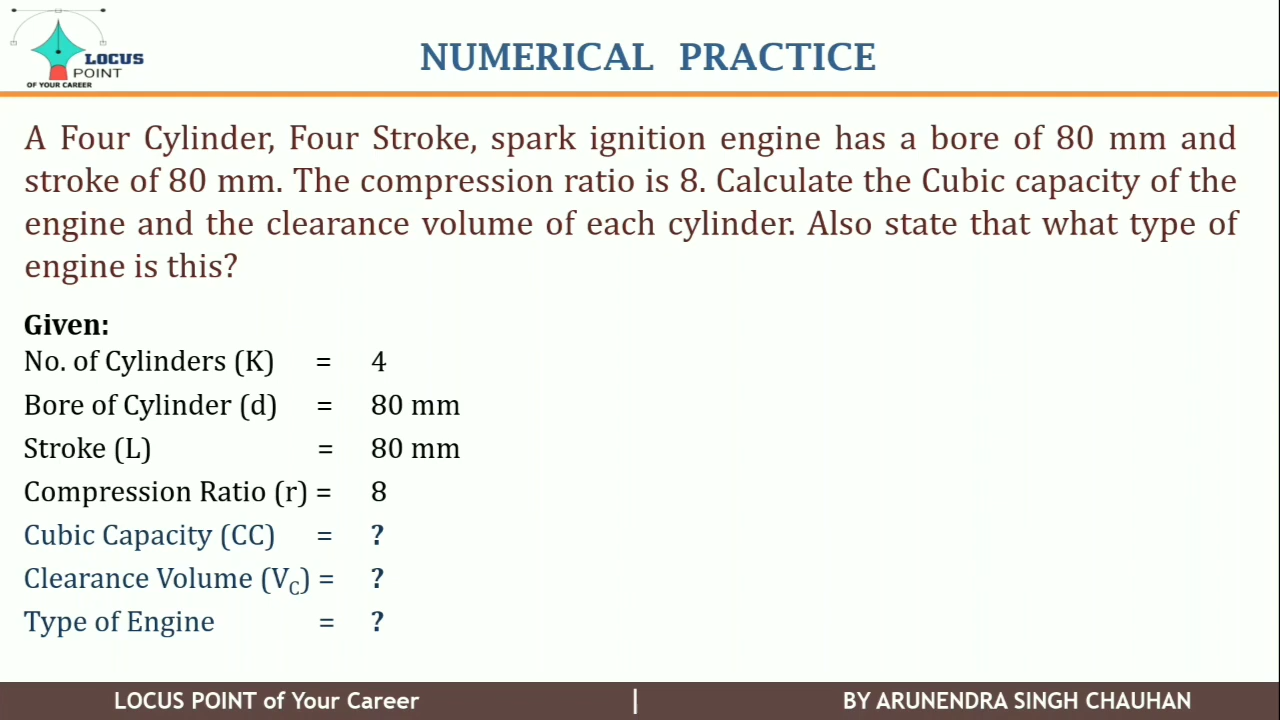 LOCUS
POINT
OF YOUR CAREER
NUMERICAL PRACTICE
A Four Cylinder, Four Stroke, spark ignition engine has a bore of 80 mm and
stroke of 80 mm. The compression ratio is 8. Calculate the Cubic capacity of the
engine and the clearance volume of each cylinder. Also state that what type of
engine is this?
Given:
No. of Cylinders (K) = 4
Bore of Cylinder (d) = 80 mm
Stroke (L) = 80 mm
Compression Ratio (r) = 8
Cubic Capacity (CC) = ?
Clearance Volume (VC) = ?
Type of Engine = ?
LOCUS POINT of Your Career | BY ARUNENDRA SINGH CHAUHAN